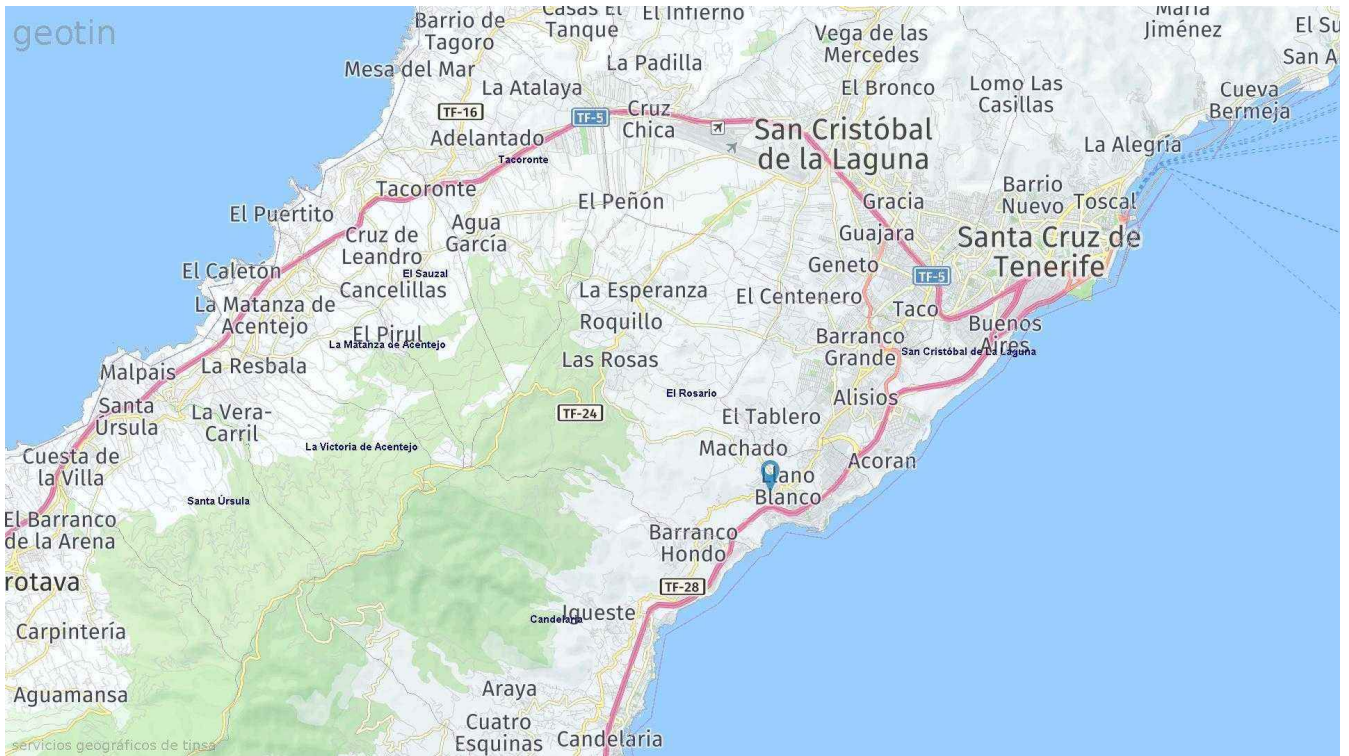 geotin
Barrio de
Tagoro
Casas El
Tanque
El Infierno
María
Jiménez
El Su
San A
Vega de las
Mercedes
Mesa del Mar
La Padilla
La Atalaya
El Bronco
Lomo Las
Casillas
Cueva
Bermeja
TF-16
TF-5
Cruz
Chica
Adelantado
San Cristóbal
de la Laguna
La Alegría
Tacoronte
Tacoronte
El Peñón
Gracia
Barrio
Nuevo
Toscal
El Puertito
Agua
García
Cruz de
Leandro
Guajara
Santa Cruz de
Tenerife
El Caletón
El Sauzal
Cancelillas
Geneto
TF-5
La Esperanza
El Centenero
La Matanza de
Acentejo
Roquillo
Taco
El Pirul
La Matanza de Acentejo
Barranco
Grande
Buenos
Aires
San Cristóbal de La Laguna
Malpais
La Resbala
Las Rosas
El Rosario
Alisios
Santa
Úrsula
La Vera-
Carril
TF-24
El Tablero
La Victoria de Acentejo
Machado
Cuesta de
la Villa
Acoran
Llano
Blanco
Santa Úrsula
El Barranco
de la Arena
Barranco
Hondo
rotava
TF-28
Igueste
Candelaria
Carpintería
Aguamansa
Araya
Cuatro
Esquinas
Candelaria
servicios geográficos de tinsa